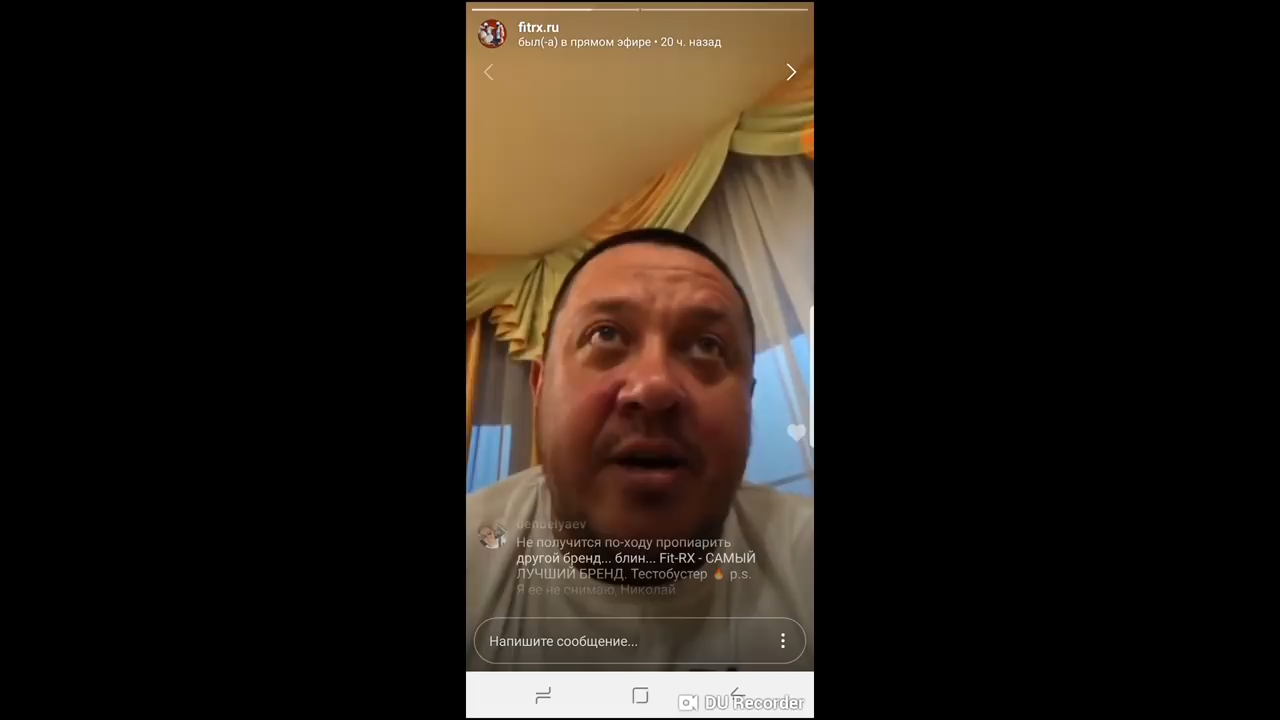 fitrx.ru
был(-а) в прямом эфире • 20 ч. назад
denbelyaev
Не получится по-ходу пропиарить
другой бренд... блин... Fit-RX - САМЫЙ
ЛУЧШИЙ БРЕНД. Тестобустер 🔥 p.s.
Я ее не снимаю, Николай
Напишите сообщение...
DU Recorder